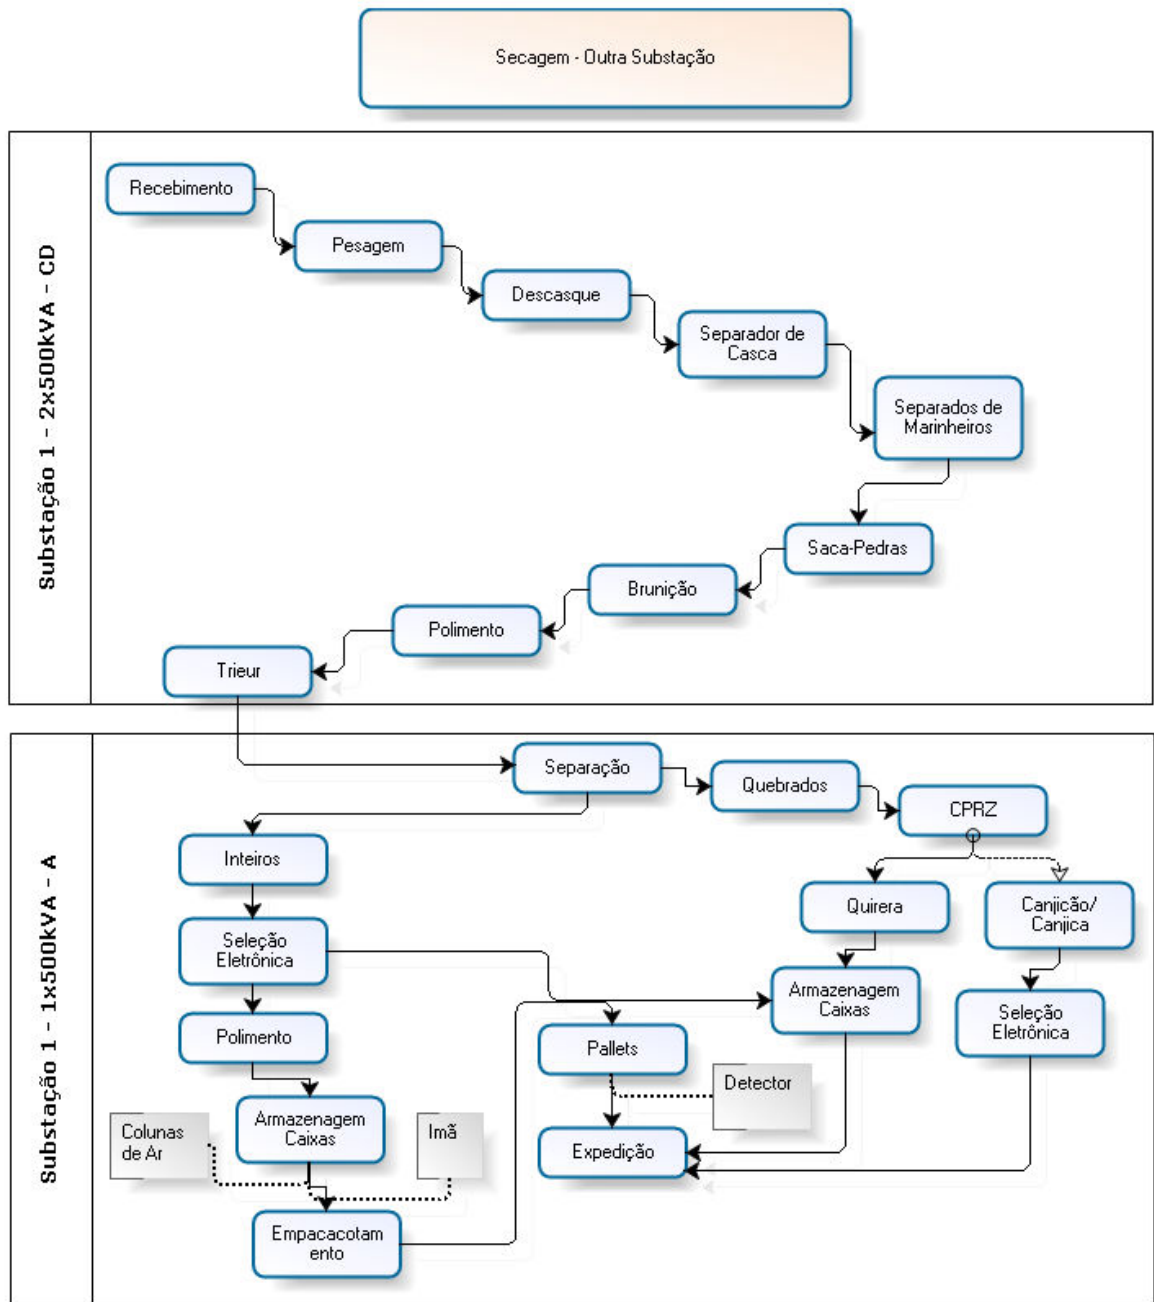 Secagem - Outra Substação
Substação 1 - 2x500kVA - CD
Recebimento
Pesagem
Descasque
Separador de
Casca
Separados de
Marinheiros
Saca-Pedras
Brunição
Polimento
Trieur
Substação 1 - 1x500kVA - A
Separação
Quebrados
CPRZ
Inteiros
Quirera
Canjicão/
Canjica
Seleção
Eletrônica
Armazenagem
Caixas
Seleção
Eletrônica
Polimento
Pallets
Detector
Armazenagem
Caixas
Colunas
de Ar
Imã
Expedição
Empacacotam
ento